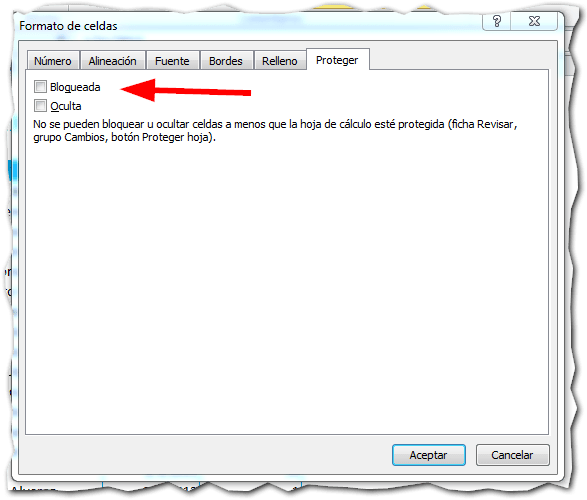 Formato de celdas
Número Alineación Fuente Bordes Relleno Proteger
Bloqueada
Oculta
No se pueden bloquear u ocultar celdas a menos que la hoja de cálculo esté protegida (ficha Revisar,
grupo Cambios, botón Proteger hoja).
Aceptar Cancelar